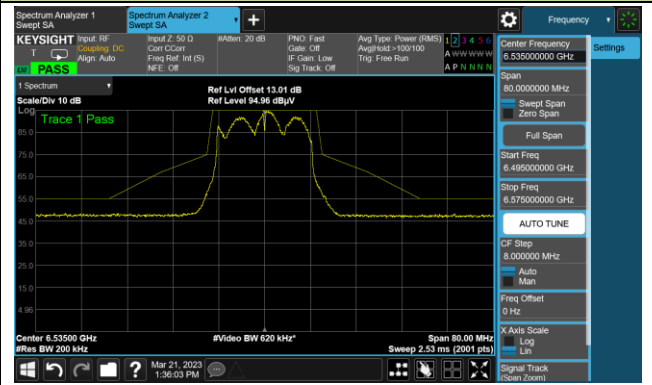 Spectrum Analyzer 1
Swept SA
Spectrum Analyzer 2
Swept SA
Frequency
KEYSIGHT
T
LNI PASS
Input: RF
Coupling: DC
Align: Auto
Input Z: 50 Ω
Corr CCorr
Freq Ref: Int (S)
NFE: Off
#Atten: 20 dB
PNO: Fast
Gate: Off
IF Gain: Low
Sig Track: Off
Avg Type: Power (RMS)
Avg|Hold >100/100
Trig: Free Run
1 2 3 4 5 6
A W W W W W
A P N N N N
1 Spectrum
Scale/Div 10 dB
Ref Lvl Offset 13.01 dB
Ref Level 94.96 dBµV
Log
Trace 1 Pass
85.0
75.0
65.0
55.0
45.0
35.0
25.0
15.0
4.96
Center 6.53500 GHz
#Res BW 200 kHz
#Video BW 620 kHz*
Span 80.00 MHz
Sweep 2.53 ms (2001 pts)
Center Frequency
6.535000000 GHz
Settings
Span
80.0000000 MHz
Swept Span
Zero Span
Full Span
Start Freq
6.495000000 GHz
Stop Freq
6.575000000 GHz
AUTO TUNE
CF Step
8.000000 MHz
Auto
Man
Freq Offset
0 Hz
X Axis Scale
Log
Lin
Signal Track
(Span Zoom)
?
Mar 21, 2023
1:36:03 PM